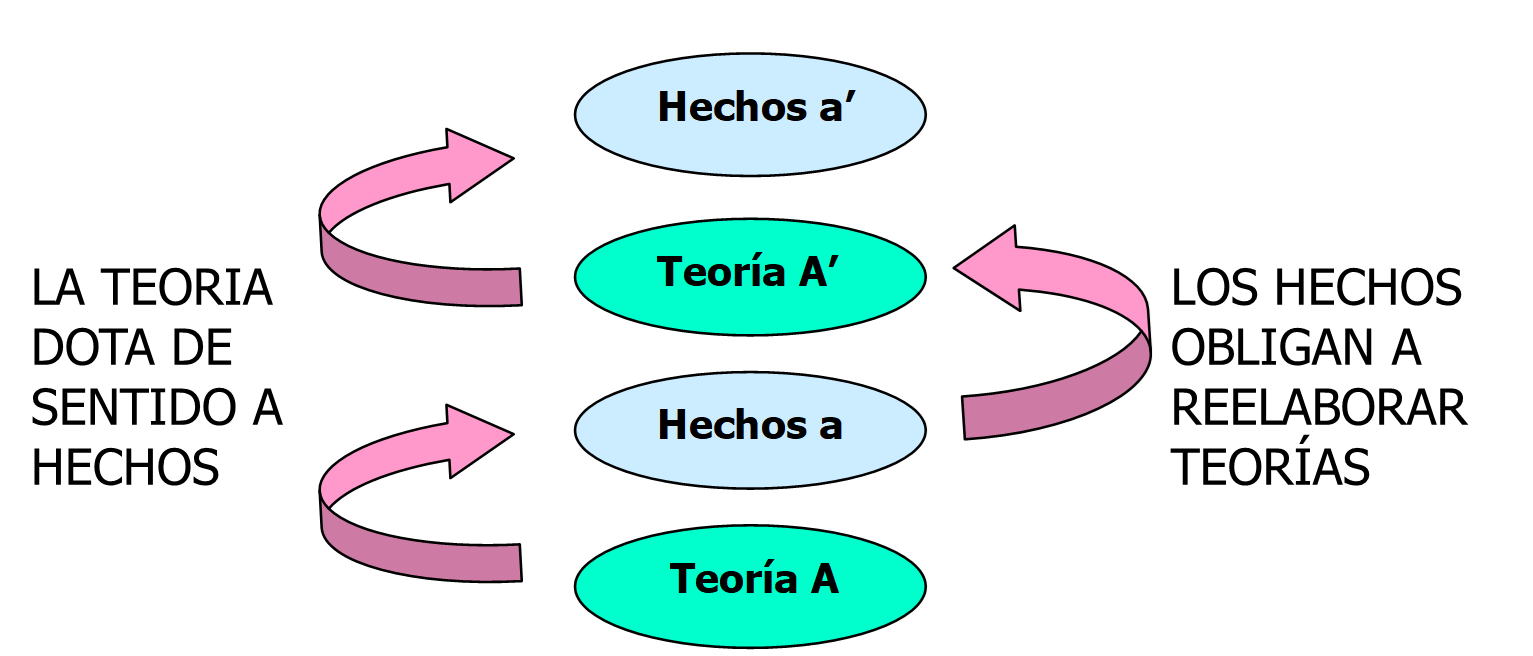 Hechos a’
Teoría A’
Hechos a
Teoría A
LA TEORIA
DOTA DE
SENTIDO A
HECHOS
LOS HECHOS
OBLIGAN A
REELABORAR
TEORÍAS